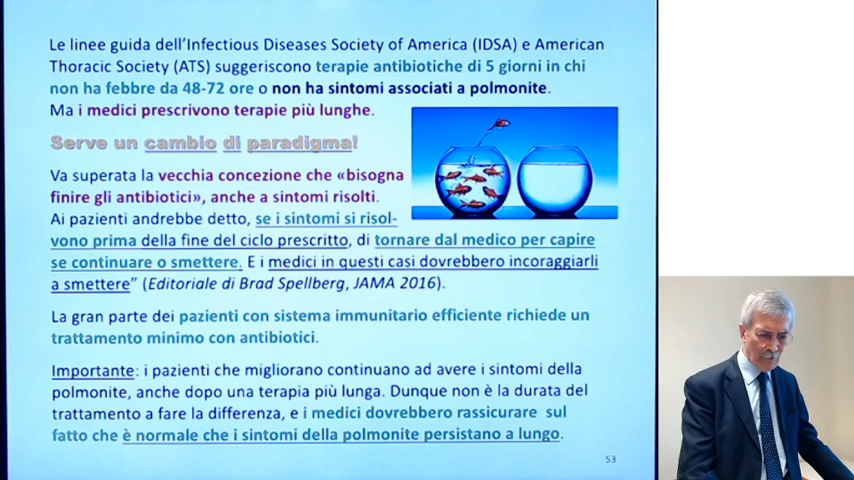 Le linee guida dell'Infectious Diseases Society of America (IDSA) e American
Thoracic Society (ATS) suggeriscono terapie antibiotiche di 5 giorni in chi
non ha febbre da 48-72 ore o non ha sintomi associati a polmonite.
Ma i medici prescrivono terapie più lunghe.
Serve un cambio di paradigma!
Va superata la vecchia concezione che «bisogna
finire gli antibiotici», anche a sintomi risolti.
Ai pazienti andrebbe detto, se i sintomi si risol-
vono prima della fine del ciclo prescritto, di tornare dal medico per capire
se continuare o smettere. E i medici in questi casi dovrebbero incoraggiarli
a smettere” (Editoriale di Brad Spellberg, JAMA 2016).
La gran parte dei pazienti con sistema immunitario efficiente richiede un
trattamento minimo con antibiotici.
Importante: i pazienti che migliorano continuano ad avere i sintomi della
polmonite, anche dopo una terapia più lunga. Dunque non è la durata del
trattamento a fare la differenza, e i medici dovrebbero rassicurare sul
fatto che è normale che i sintomi della polmonite persistano a lungo.
53